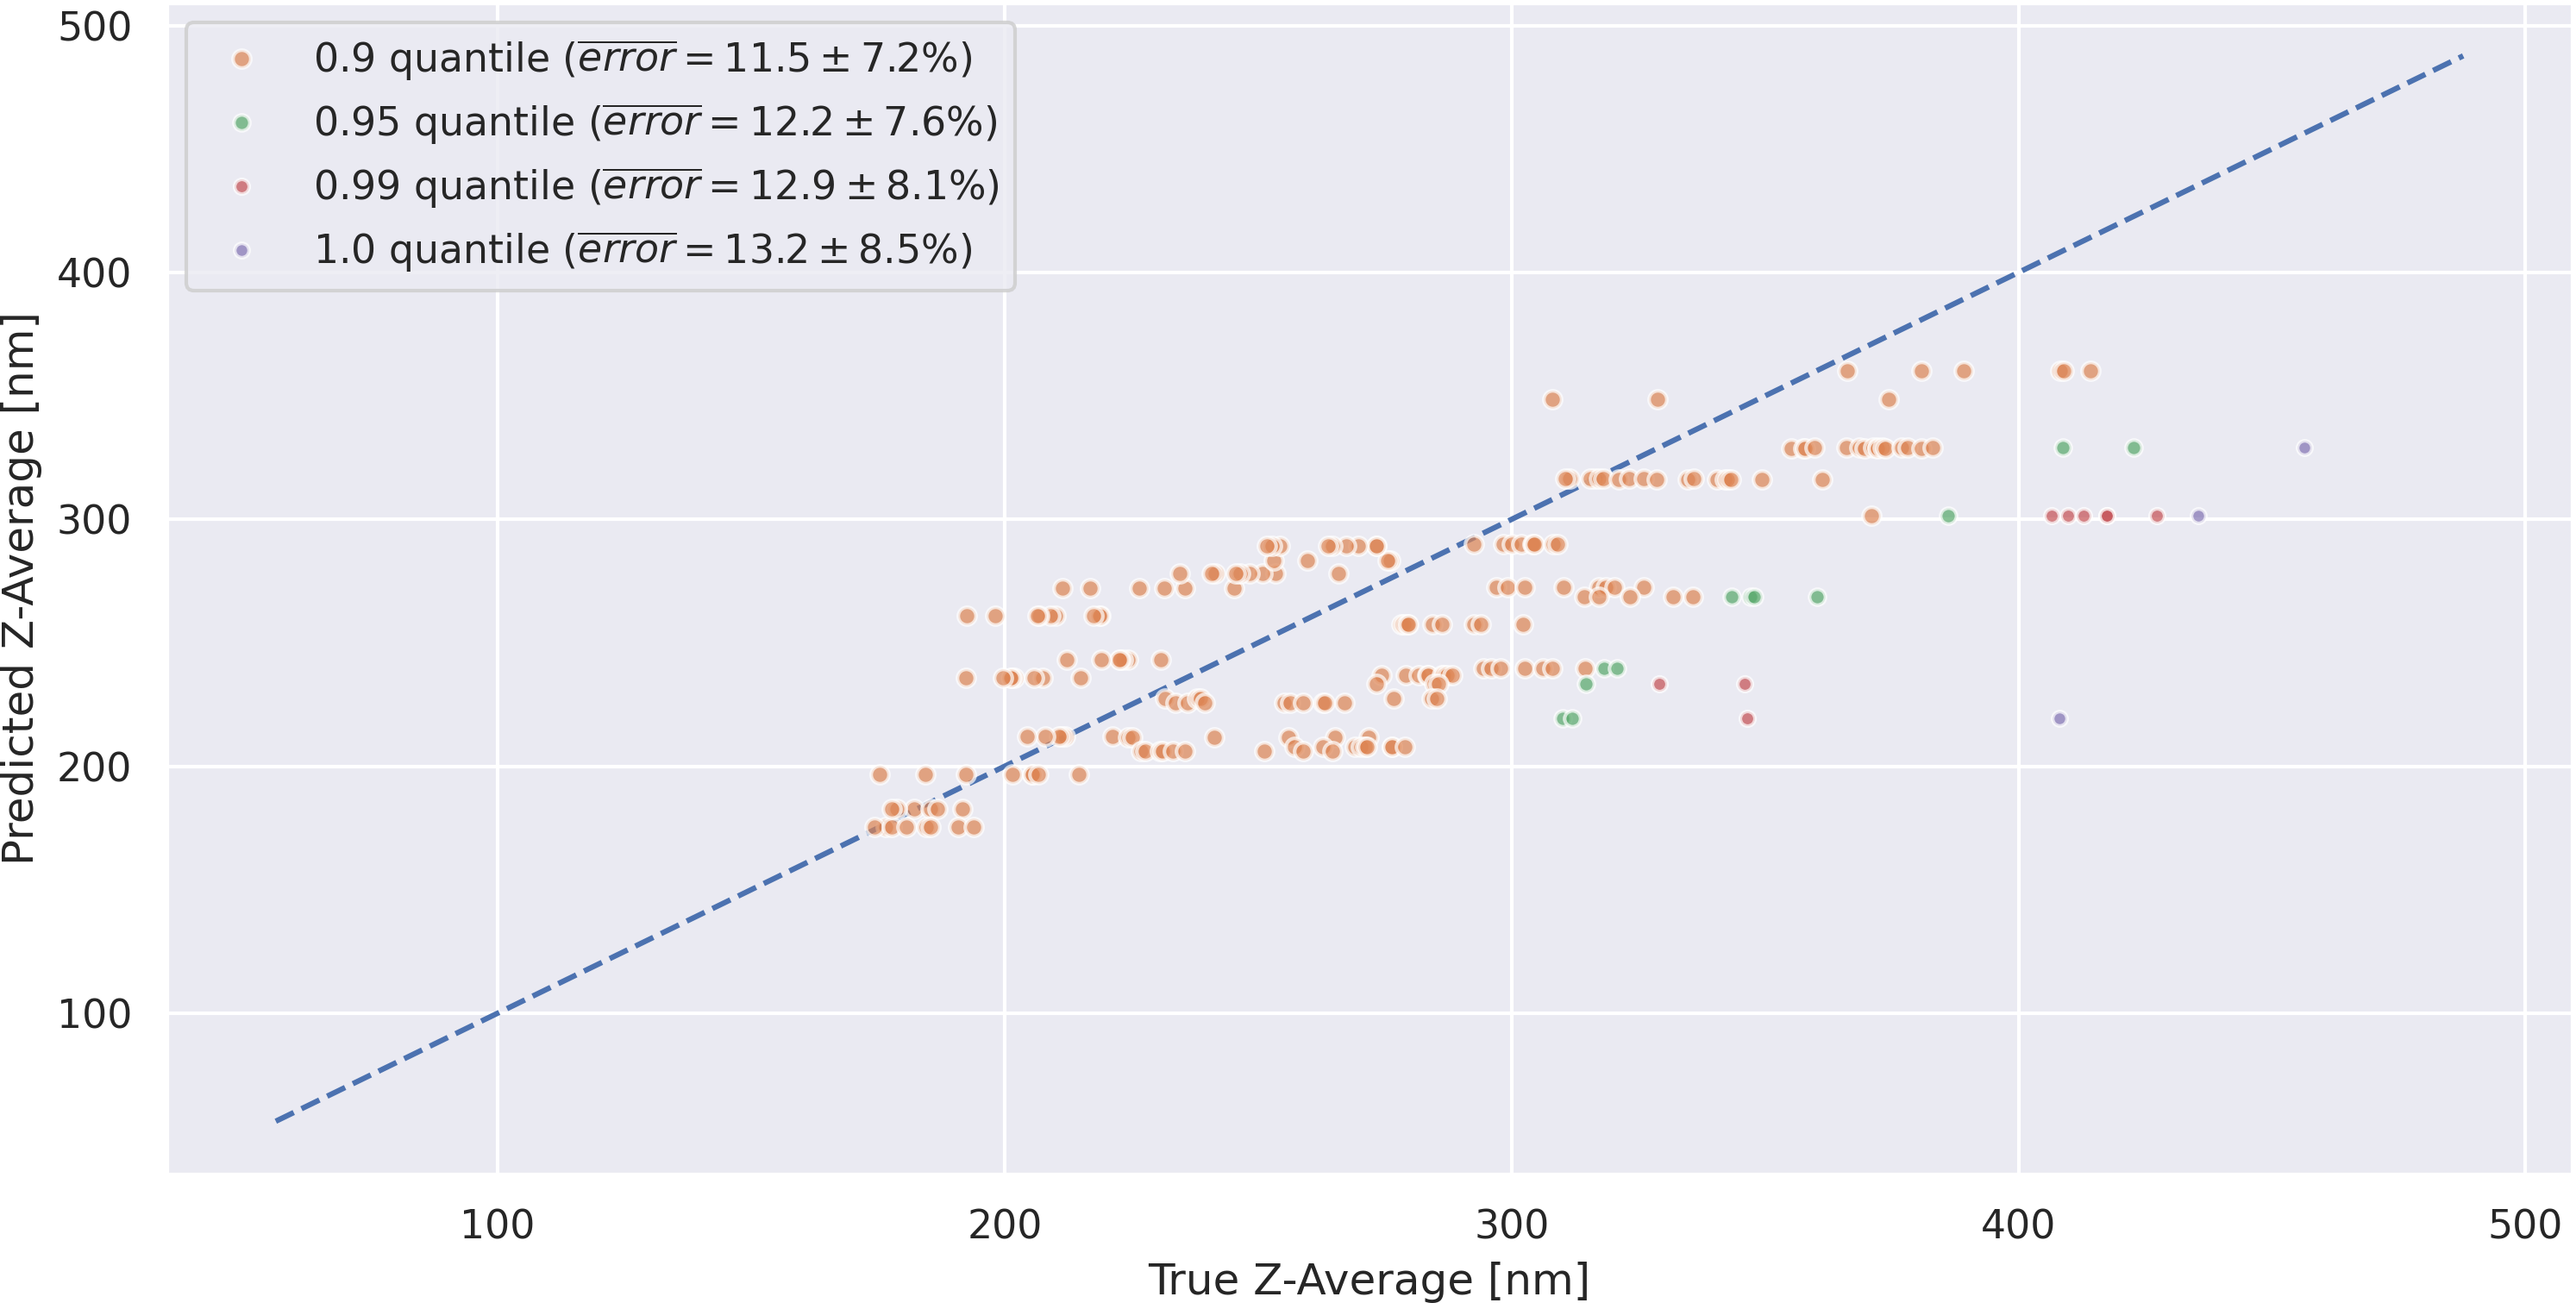 500
400
300
200
100
Predicted Z-Average [nm]
0.9 quantile (error = 11.5 ± 7.2%)
0.95 quantile (error = 12.2 ± 7.6%)
0.99 quantile (error = 12.9 ± 8.1%)
1.0 quantile (error = 13.2 ± 8.5%)
100 200 300 400 500
True Z-Average [nm]